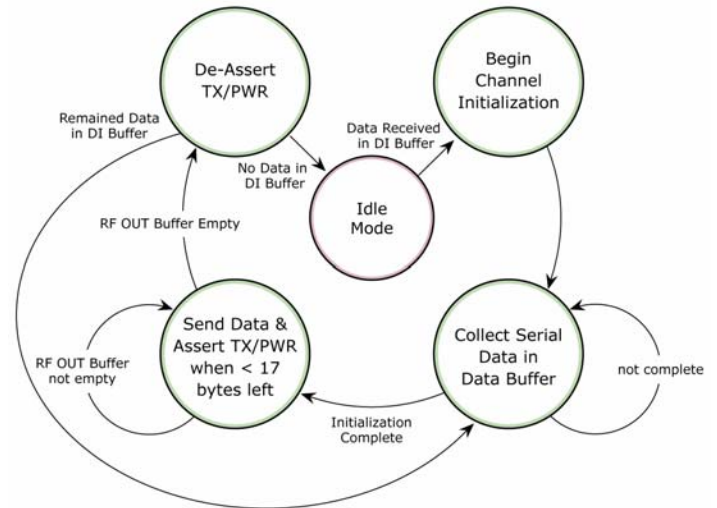 De-Assert
TX/PWR
Begin
Channel
Initialization
Remained Data
in DI Buffer
Data Received
in DI Buffer
No Data in
DI Buffer
Idle
Mode
RF OUT Buffer Empty
Send Data &
Assert TX/PWR
when < 17
bytes left
Collect Serial
Data in
Data Buffer
RF OUT Buffer
not empty
not complete
Initialization
Complete